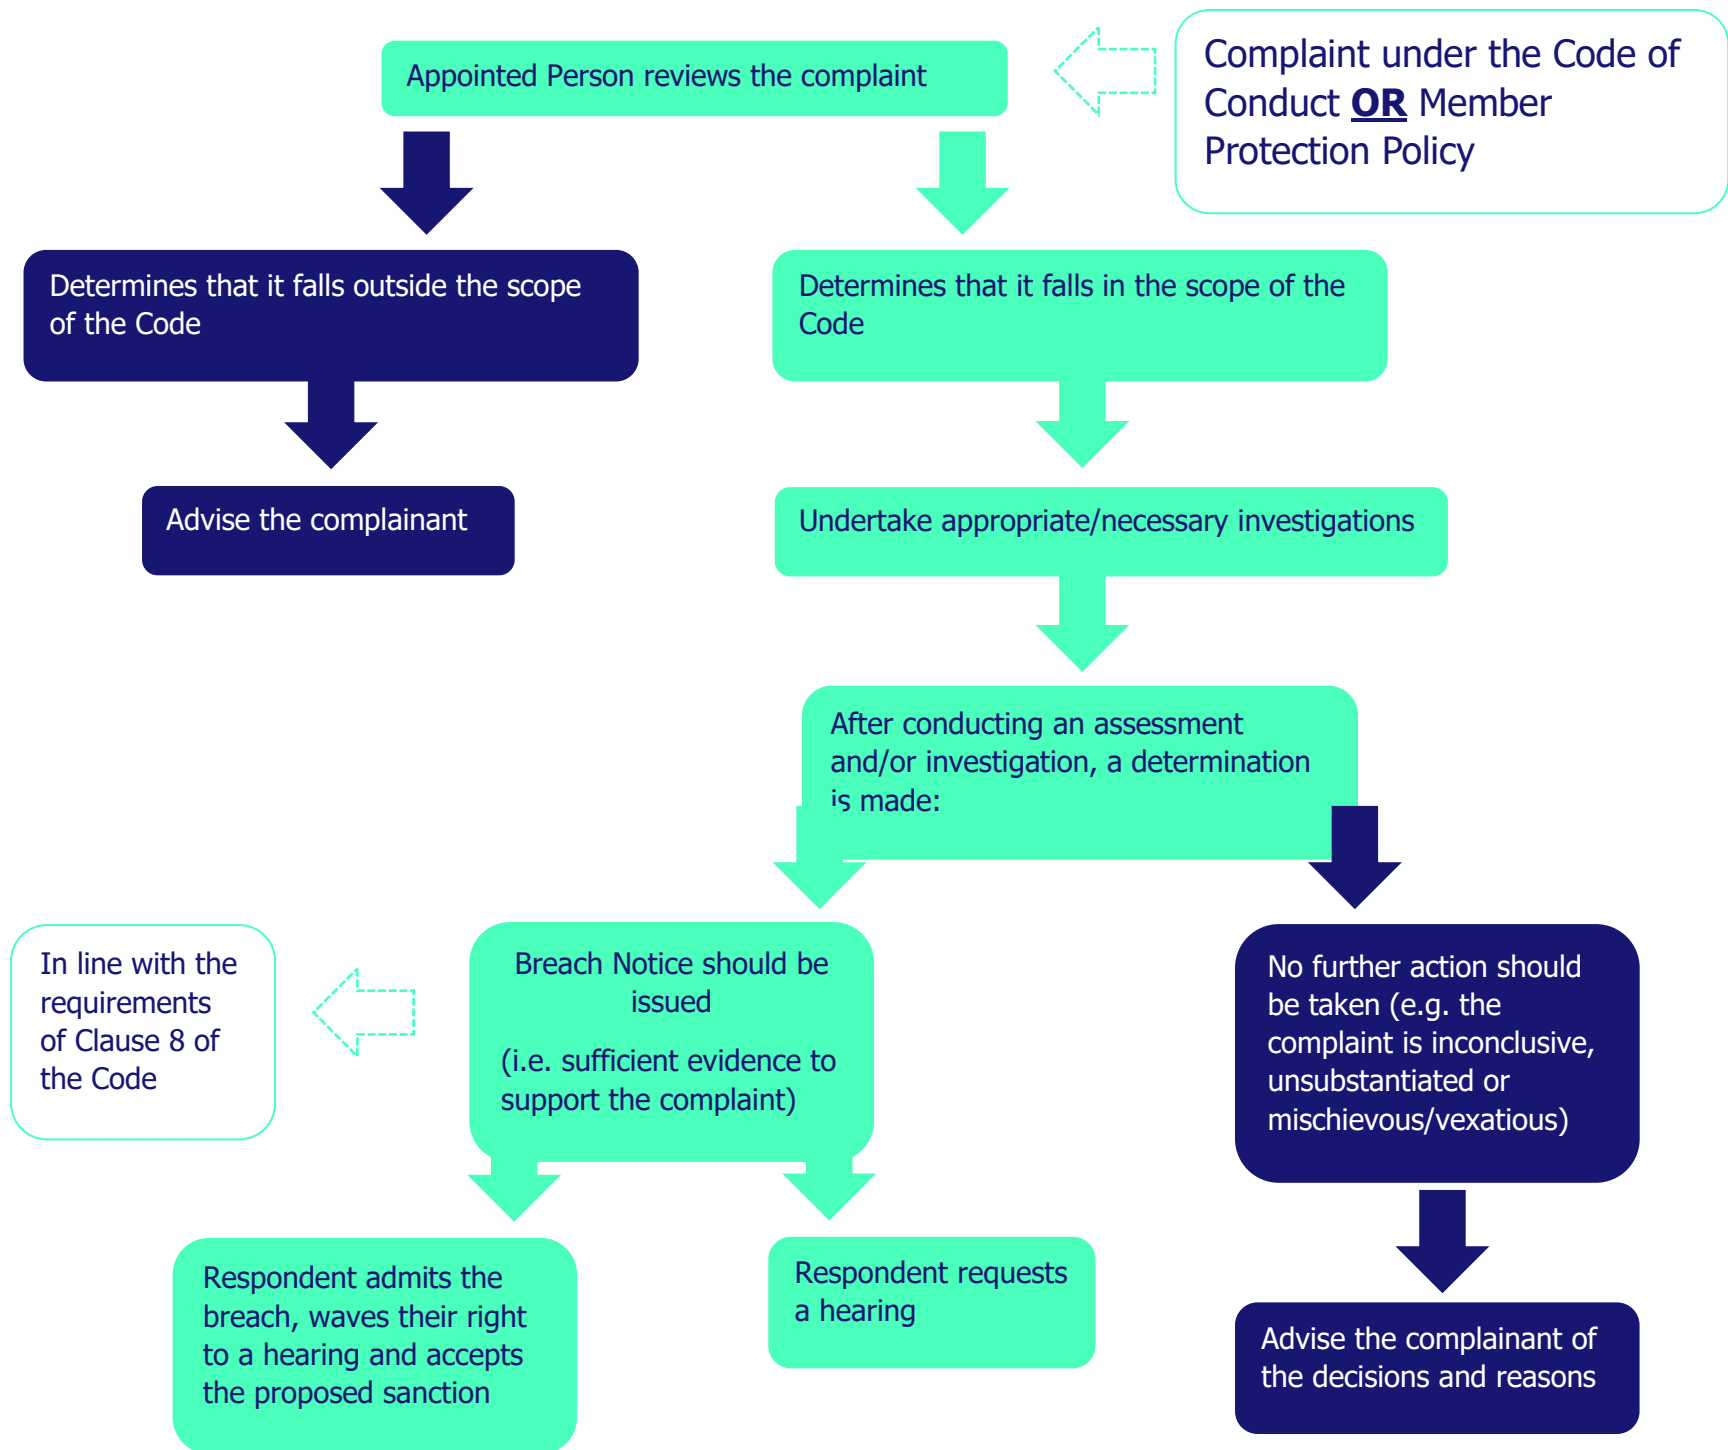 Complaint under the Code of
Conduct OR Member
Protection Policy
Appointed Person reviews the complaint
Determines that it falls outside the scope
of the Code
Determines that it falls in the scope of the
Code
Advise the complainant
Undertake appropriate/necessary investigations
After conducting an assessment
and/or investigation, a determination
is made:
In line with the
requirements
of Clause 8 of
the Code
Breach Notice should be
issued
(i.e. sufficient evidence to
support the complaint)
No further action should
be taken (e.g. the
complaint is inconclusive,
unsubstantiated or
mischievous/vexatious)
Respondent admits the
breach, waves their right
to a hearing and accepts
the proposed sanction
Respondent requests
a hearing
Advise the complainant of
the decisions and reasons